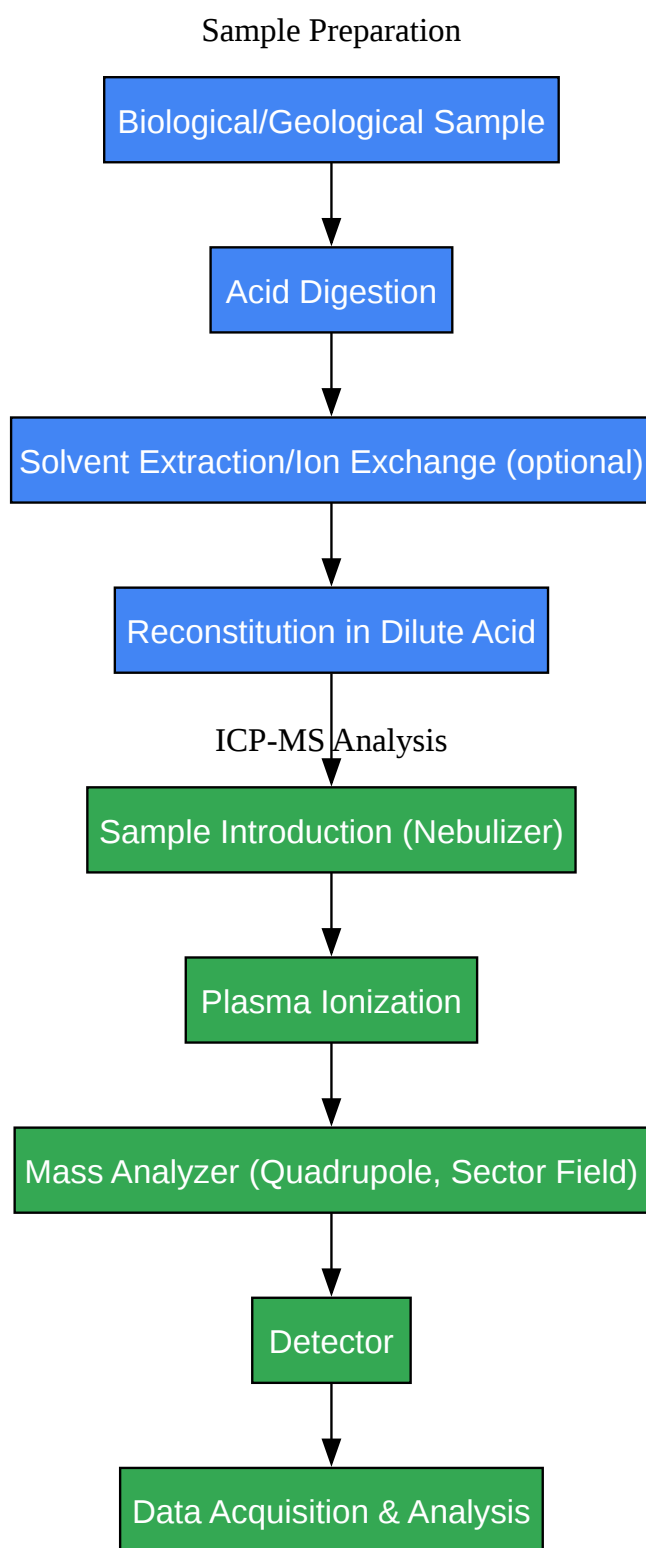 Sample Preparation
Biological/Geological Sample
Acid Digestion
Solvent Extraction/Ion Exchange (optional)
Reconstitution in Dilute Acid
ICP-MS Analysis
Sample Introduction (Nebulizer)
Plasma Ionization
Mass Analyzer (Quadrupole, Sector Field)
Detector
Data Acquisition & Analysis